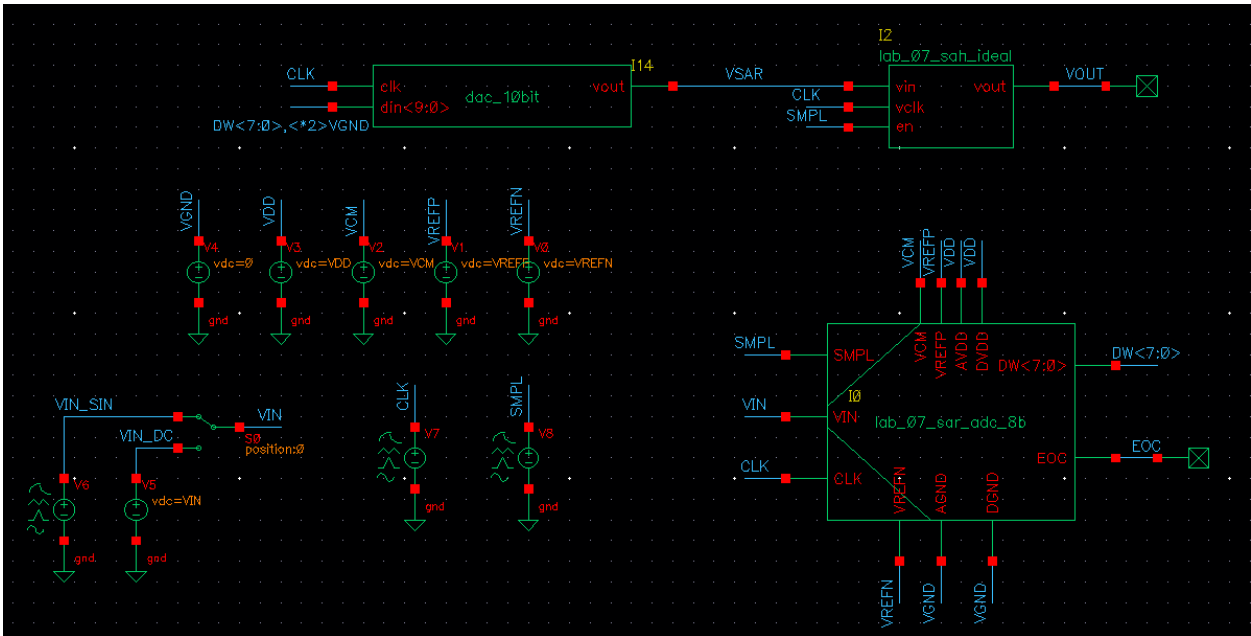 I2
lab_07_sah_ideal
I14
CLK
clk
dac_10bit
vout
VSAR
vin
vout
VOUT
din<9:0>
CLK
vclk
DW<7:0>,<*2>VGND
SMPL
en
VGND
VDD
VCM
VREFP
VREFN
V4
V3
V2
V1
V0
vdc=0
vdc=VDD
vdc=VCM
vdc=VREFP
vdc=VREFN
gnd
gnd
gnd
gnd
gnd
VCM
VREFP
VDD
VDD
SMPL
SMPL
VCM
VREFP
AVDD
DVDD
DW<7:0>
DW<7:0>
VIN_SIN
VIN
S0
position:0
VIN_DC
CLK
SMPL
V7
V8
gnd
gnd
VIN
VIN
I0
lab_07_sar_adc_8b
CLK
CLK
EOC
EOC
V6
V5
vdc=VIN
gnd
gnd
VREFN
AGND
DGND
VREFN
VGND
VGND